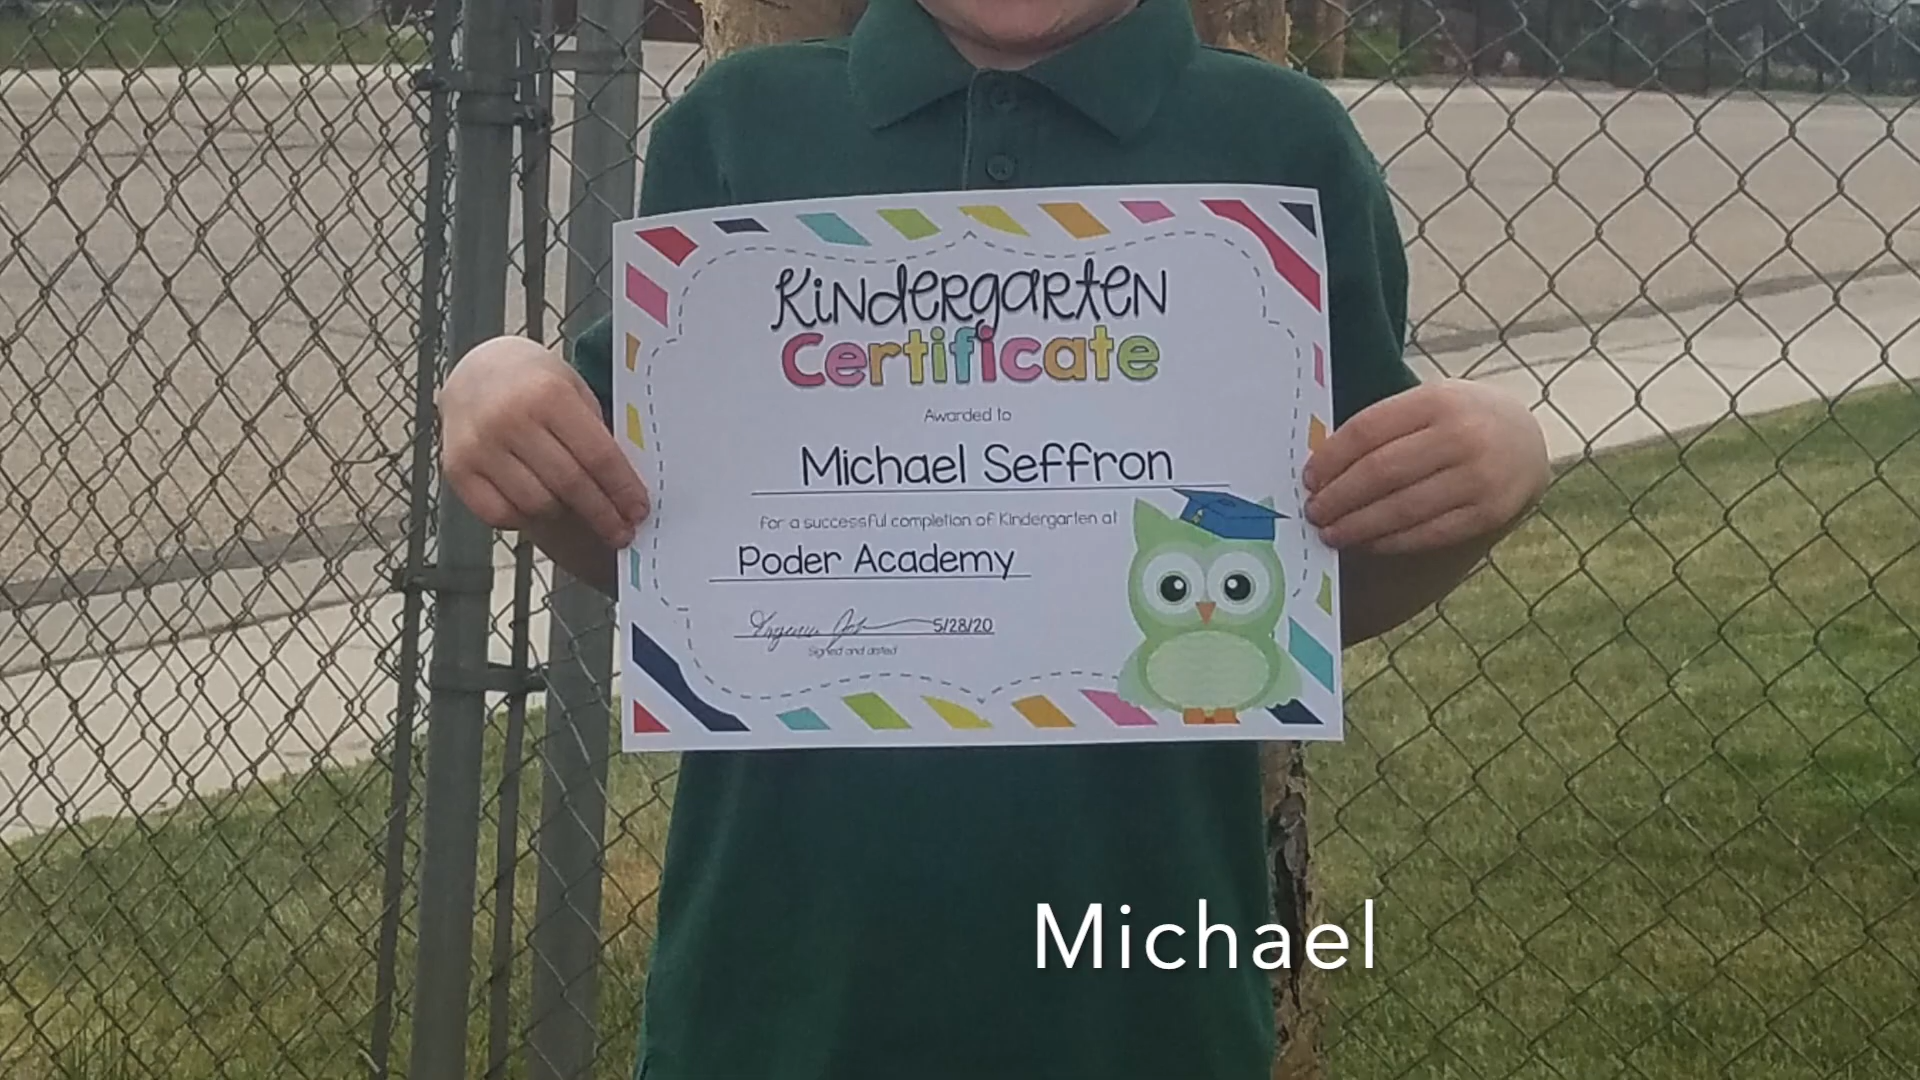 Kindergarten
Certificate
Awarded to
Michael Seffron
for a successful completion of Kindergarten at
Poder Academy
5/28/20
Signed and dated
Michael